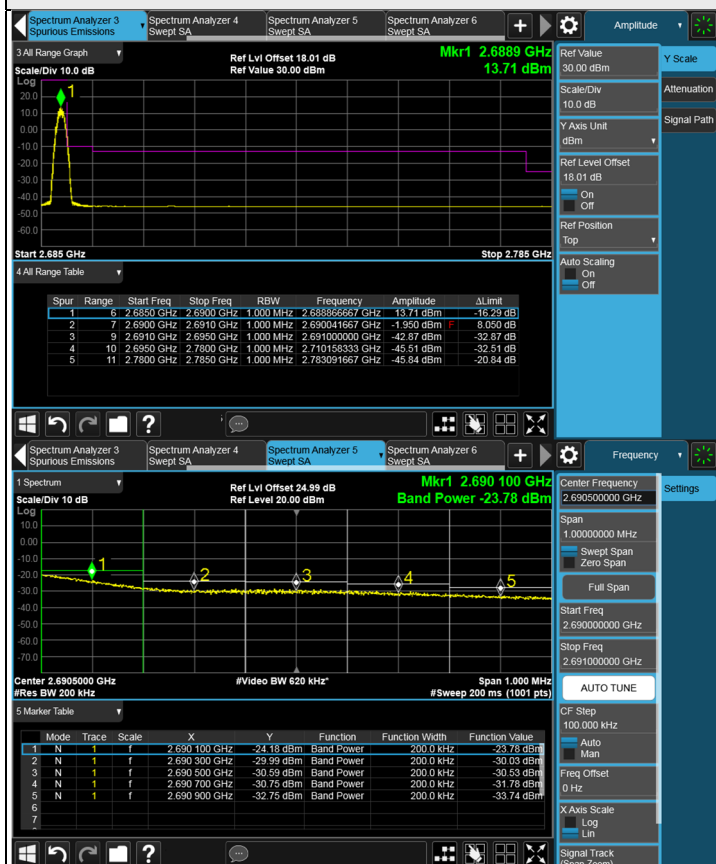 Spectrum Analyzer 3 Spurious Emissions
Spectrum Analyzer 4 Swept SA
Spectrum Analyzer 5 Swept SA
Spectrum Analyzer 6 Swept SA
+
Amplitude
3 All Range Graph
Ref Lvl Offset 18.01 dB
Mkr1 2.6889 GHz
Scale/Div 10.0 dB
Ref Value 30.00 dBm
13.71 dBm
Log
20.0
10.0
0.00
-10.0
-20.0
-30.0
-40.0
-50.0
-60.0
1
Start 2.685 GHz
Stop 2.785 GHz
Ref Value
30.00 dBm
Scale/Div
10.0 dB
Y Axis Unit
dBm
Ref Level Offset
18.01 dB
On
Off
Ref Position
Top
Auto Scaling
On
Off
Y Scale
Attenuation
Signal Path
4 All Range Table
Spur Range Start Freq Stop Freq RBW Frequency Amplitude ΔLimit
1 6 2.6850 GHz 2.6900 GHz 1.000 MHz 2.688866667 GHz 13.71 dBm -16.29 dB
2 7 2.6900 GHz 2.6910 GHz 1.000 MHz 2.690041667 GHz -1.950 dBm F 8.050 dB
3 9 2.6910 GHz 2.6950 GHz 1.000 MHz 2.691000000 GHz -42.87 dBm -32.87 dB
4 10 2.6950 GHz 2.7800 GHz 1.000 MHz 2.710158333 GHz -45.51 dBm -32.51 dB
5 11 2.7800 GHz 2.7850 GHz 1.000 MHz 2.783091667 GHz -45.84 dBm -20.84 dB
?
Spectrum Analyzer 3 Spurious Emissions
Spectrum Analyzer 4 Swept SA
Spectrum Analyzer 5 Swept SA
Spectrum Analyzer 6 Swept SA
+
Frequency
1 Spectrum
Ref Lvl Offset 24.99 dB
Mkr1 2.690 100 GHz
Scale/Div 10 dB
Ref Level 20.00 dBm
Band Power -23.78 dBm
Log
10.0
0.00
-10.0
-20.0
-30.0
-40.0
-50.0
-60.0
-70.0
1
2
3
4
5
Center 2.6905000 GHz
#Video BW 620 kHz*
Span 1.000 MHz
#Res BW 200 kHz
#Sweep 200 ms (1001 pts)
5 Marker Table
Mode Trace Scale X Y Function Function Width Function Value
1 N 1 f 2.690 100 GHz -24.18 dBm Band Power 200.0 kHz -23.78 dBm
2 N 1 f 2.690 300 GHz -29.99 dBm Band Power 200.0 kHz -30.03 dBm
3 N 1 f 2.690 500 GHz -30.59 dBm Band Power 200.0 kHz -30.53 dBm
4 N 1 f 2.690 700 GHz -30.75 dBm Band Power 200.0 kHz -31.78 dBm
5 N 1 f 2.690 900 GHz -32.75 dBm Band Power 200.0 kHz -33.74 dBm
6
7
Center Frequency
2.690500000 GHz
Span
1.00000000 MHz
Swept Span
Zero Span
Full Span
Start Freq
2.690000000 GHz
Stop Freq
2.691000000 GHz
AUTO TUNE
CF Step
100.000 kHz
Auto
Man
Freq Offset
0 Hz
X Axis Scale
Log
Lin
Signal Track
(Span Zoom)
Settings
?